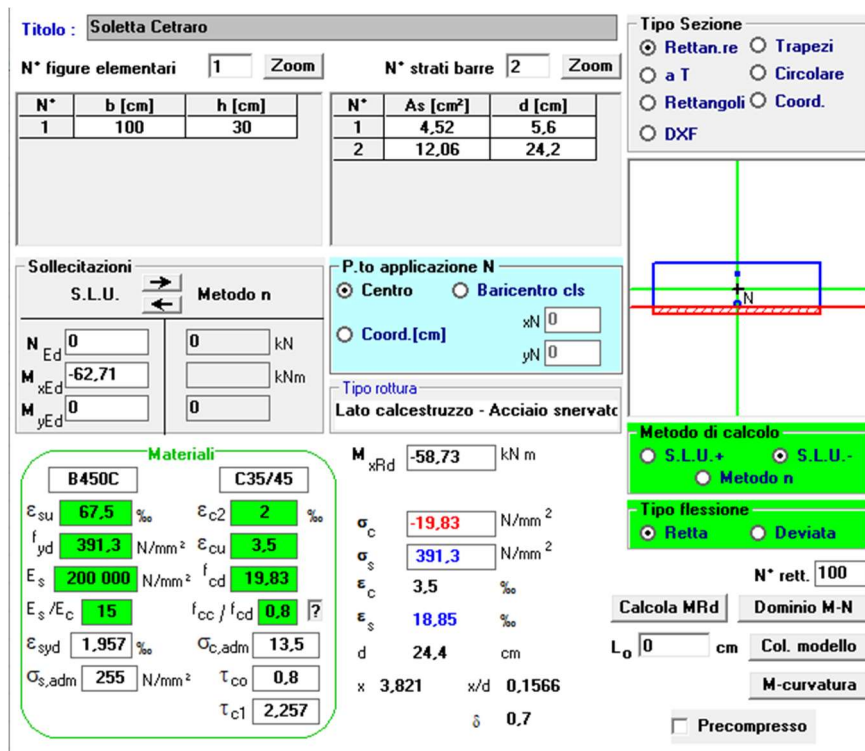 Titolo : Soletta Cetraro
N° figure elementari 1 Zoom N° strati barre 2 Zoom
N° b [cm] h [cm]
1 100 30
N° As [cm²] d [cm]
1 4,52 5,6
2 12,06 24,2
Tipo Sezione
Rettan.re Trapezi
a T Circolare
Rettangoli Coord.
DXF
N
Sollecitazioni
S.L.U. Metodo n
N Ed 0 0 kN
M xEd -62,71 kNm
M yEd 0 0
P.to applicazione N
Centro Baricentro cls
Coord.[cm] xN 0
yN 0
Tipo rottura
Lato calcestruzzo - Acciaio snervato
Metodo di calcolo
S.L.U.+ S.L.U.-
Metodo n
Tipo flessione
Retta Deviata
Materiali
B450C C35/45
εsu 67,5 ‰ εc2 2 ‰
fyd 391,3 N/mm² εcu 3,5
Es 200 000 N/mm² fcd 19,83
Es/Ec 15 fcc / fcd 0,8 ?
εsyd 1,957 ‰ σc,adm 13,5
σs,adm 255 N/mm² τco 0,8
τc1 2,257
M xRd -58,73 kN m
σc -19,83 N/mm²
σs 391,3 N/mm²
εc 3,5 ‰
εs 18,85 ‰
d 24,4 cm
x 3,821 x/d 0,1566
δ 0,7
N° rett. 100
Calcola MRd Dominio M-N
Lo 0 cm Col. modello
M-curvatura
Precompresso